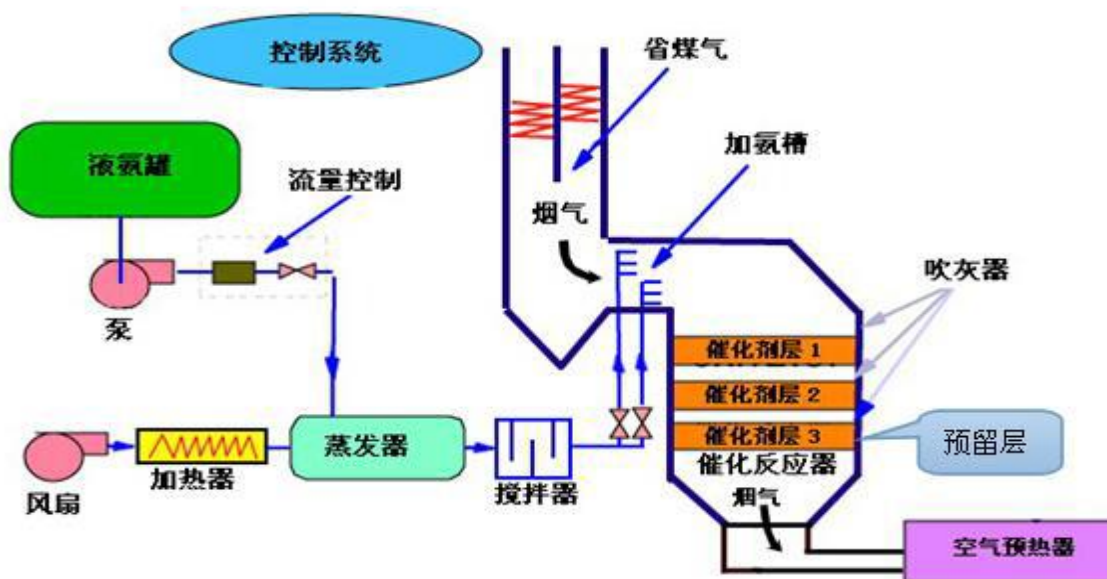 控制系统
省煤气
液氨罐
加氨槽
流量控制
烟气
吹灰器
泵
催化剂层 1
催化剂层 2
催化剂层 3
预留层
蒸发器
加热器
搅拌器
催化反应器
风扇
烟气
空气预热器